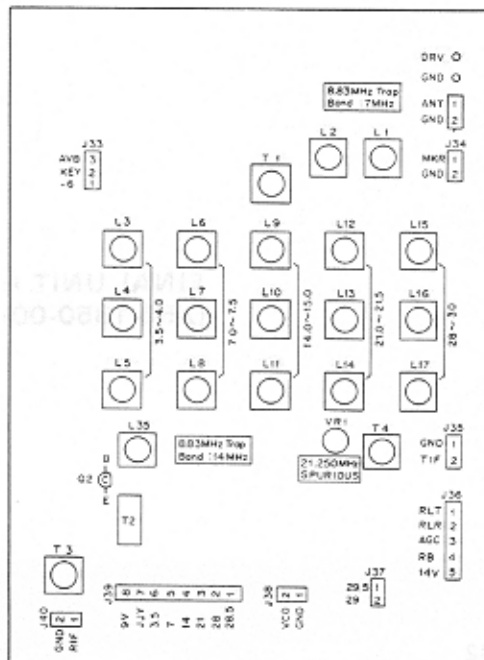 DRV
GND
8.83MHz Trap
Band : 7MHz
ANT 1
GND 2
J34
MKR 1
GND 2
J33
AVB 3
KEY 2
-6 1
L2
L1
T1
L3
L6
L9
L12
L15
L4
L7
L10
L13
L16
3.5~4.0
7.0~7.5
14.0~15.0
21.0~21.5
28~30
L5
L8
L11
L14
L17
L35
8.83MHz Trap
Band : 14MHz
VR1
21.250MHz
SPURIOUS
T4
J35
GND 1
TIF 2
B
Q2
C
E
T2
J36
RLT 1
RLR 2
AGC 3
RB 4
14V 5
T3
J37
29.5 1
29 2
J39
8 7 6 5 4 3 2 1
9V JJY 3.5 7 14 21 28 28.5
J38
2 1
VCO GND
J40
2 1
GND RIF